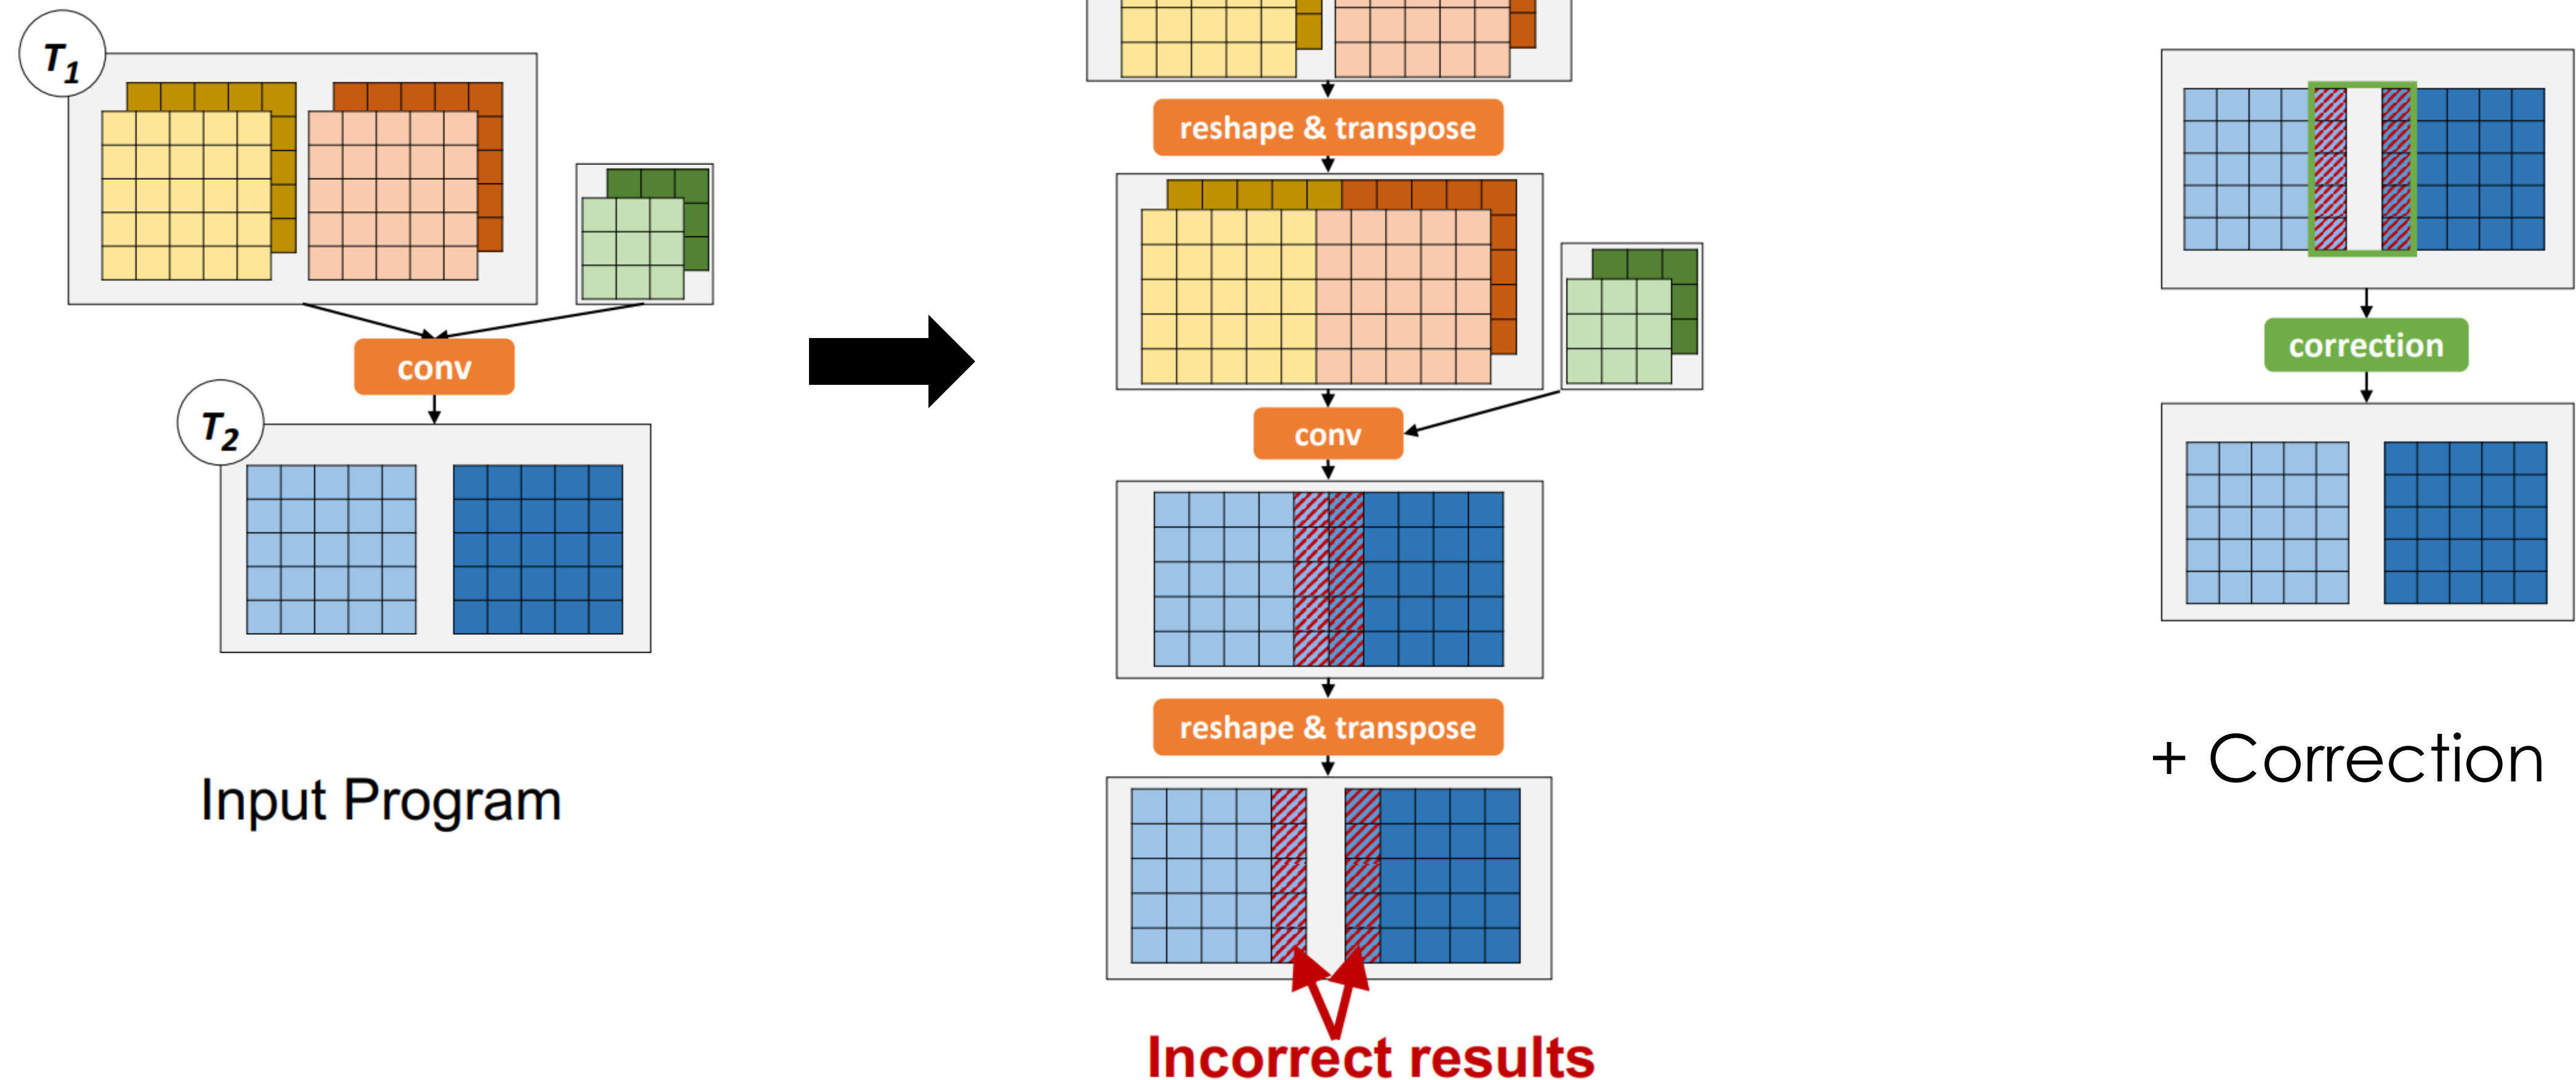 T1
conv
T2
Input Program
reshape & transpose
conv
reshape & transpose
Incorrect results
correction
+ Correction